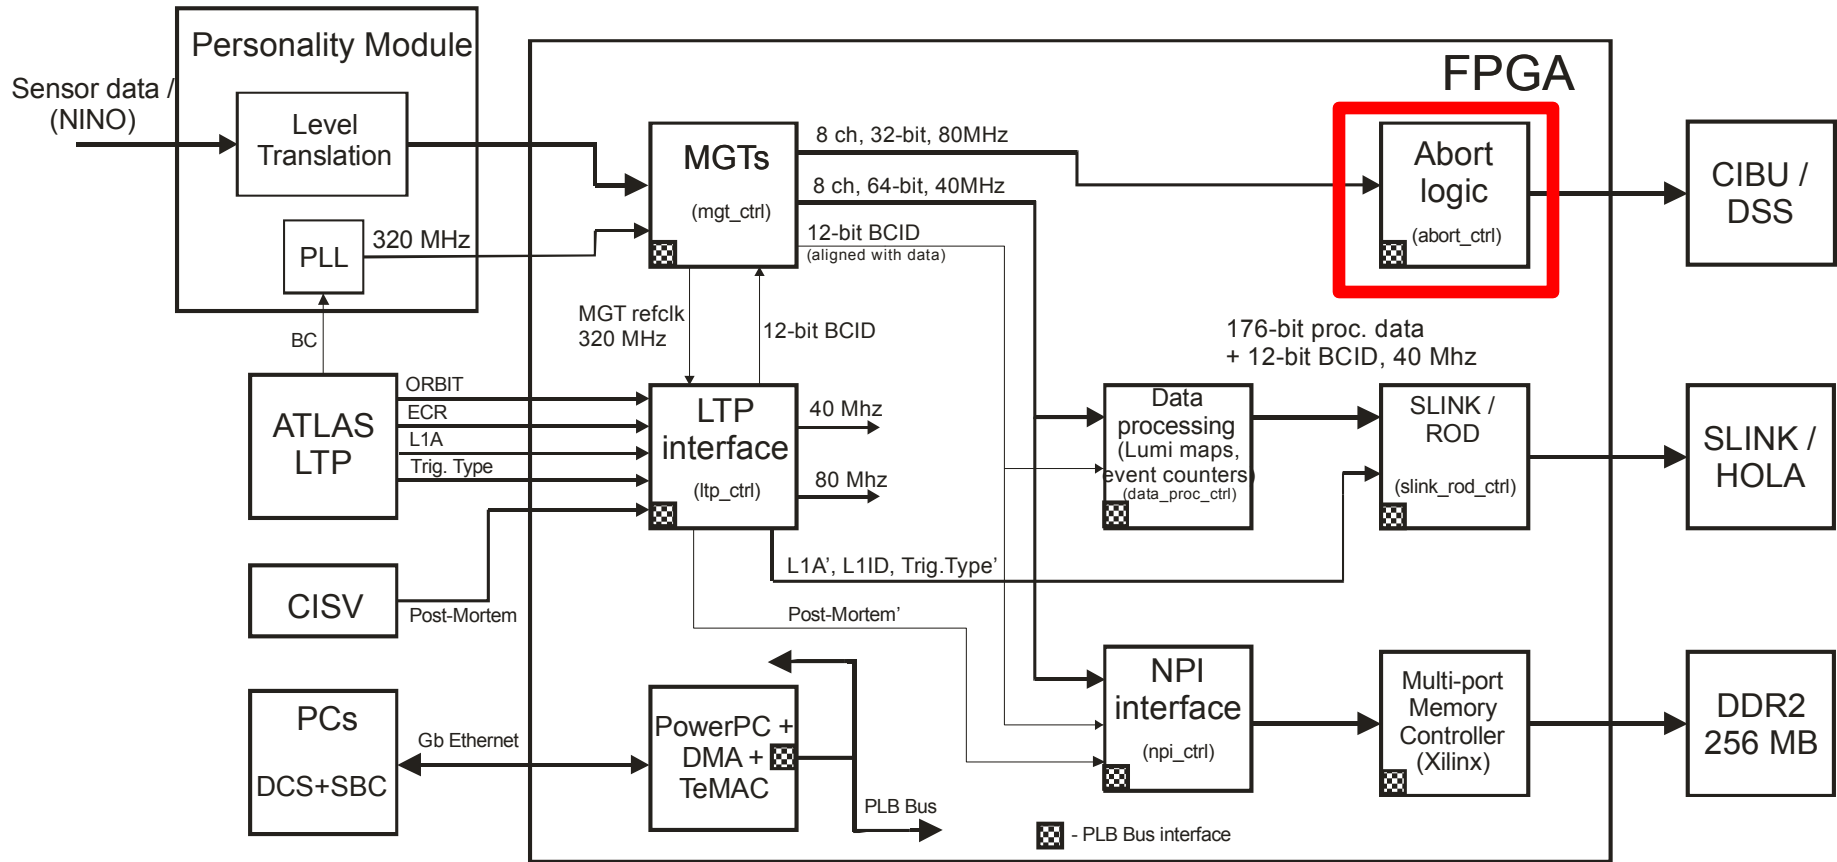 Personality Module
Sensor data /
(NINO)
Level
Translation
PLL
320 MHz
BC
FPGA
MGTs
(mgt_ctrl)
8 ch, 32-bit, 80MHz
8 ch, 64-bit, 40MHz
12-bit BCID
(aligned with data)
Abort
logic
(abort_ctrl)
CIBU /
DSS
MGT refclk
320 MHz
12-bit BCID
176-bit proc. data
+ 12-bit BCID, 40 Mhz
ATLAS
LTP
ORBIT
ECR
L1A
Trig. Type
LTP
interface
(ltp_ctrl)
40 Mhz
80 Mhz
Data
processing
(Lumi maps,
event counters)
(data_proc_ctrl)
SLINK /
ROD
(slink_rod_ctrl)
SLINK /
HOLA
CISV
Post-Mortem
L1A’, L1ID, Trig.Type’
Post-Mortem’
PCs
DCS+SBC
Gb Ethernet
PowerPC +
DMA +
TeMAC
PLB Bus
NPI
interface
(npi_ctrl)
Multi-port
Memory
Controller
(Xilinx)
DDR2
256 MB
- PLB Bus interface